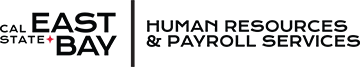 CAL STATE EAST BAY
HUMAN RESOURCES
& PAYROLL SERVICES